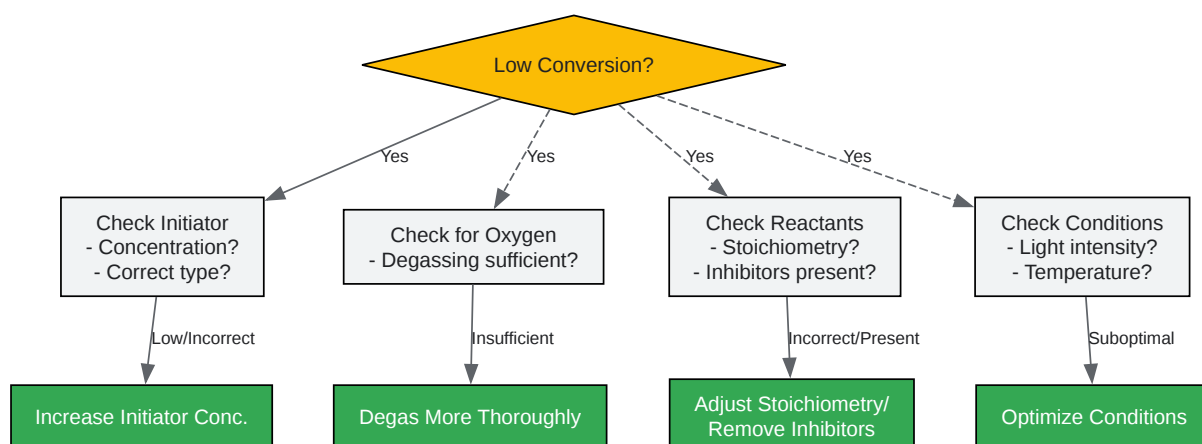 Low Conversion?
Yes
Yes
Yes
Yes
Check Initiator
- Concentration?
- Correct type?
Check for Oxygen
- Degassing sufficient?
Check Reactants
- Stoichiometry?
- Inhibitors present?
Check Conditions
- Light intensity?
- Temperature?
Low/Incorrect
Insufficient
Incorrect/Present
Suboptimal
Increase Initiator Conc.
Degas More Thoroughly
Adjust Stoichiometry/
Remove Inhibitors
Optimize Conditions